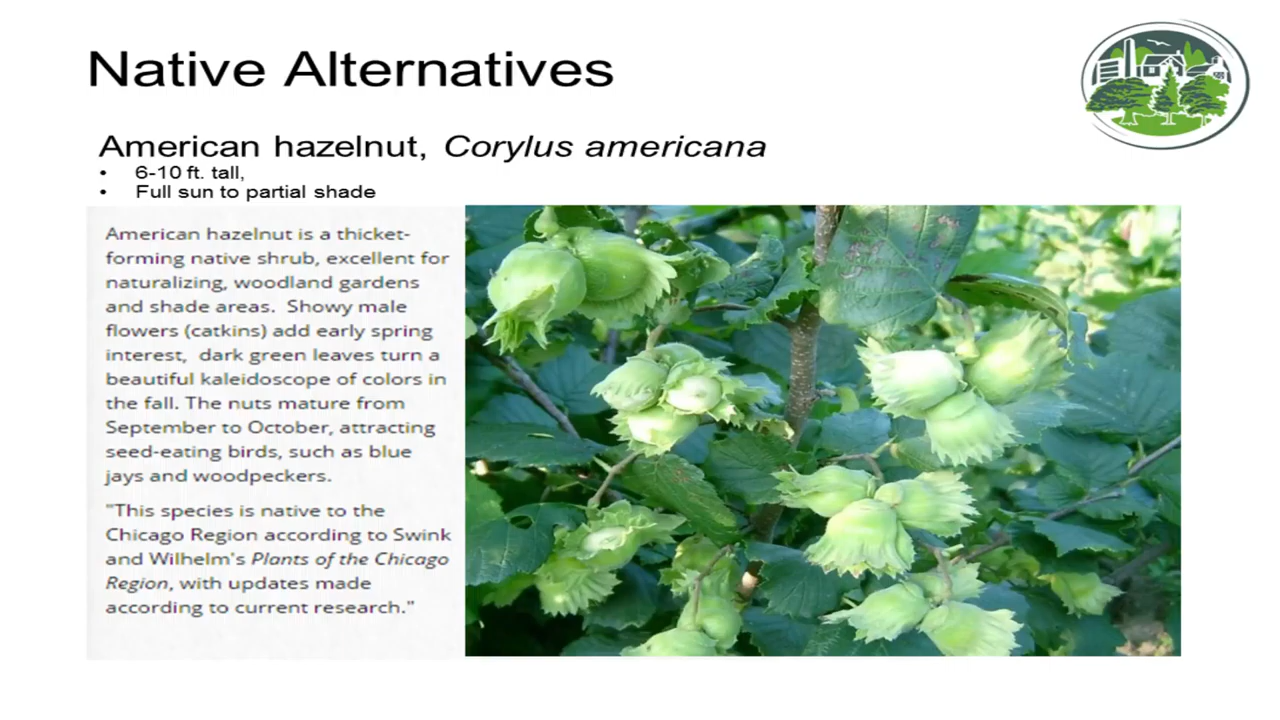 Native Alternatives
American hazelnut, Corylus americana
• 6-10 ft. tall,
• Full sun to partial shade
American hazelnut is a thicket-
forming native shrub, excellent for
naturalizing, woodland gardens
and shade areas.  Showy male
flowers (catkins) add early spring
interest,  dark green leaves turn a
beautiful kaleidoscope of colors in
the fall. The nuts mature from
September to October, attracting
seed-eating birds, such as blue
jays and woodpeckers.
"This species is native to the
Chicago Region according to Swink
and Wilhelm's Plants of the Chicago
Region, with updates made
according to current research."